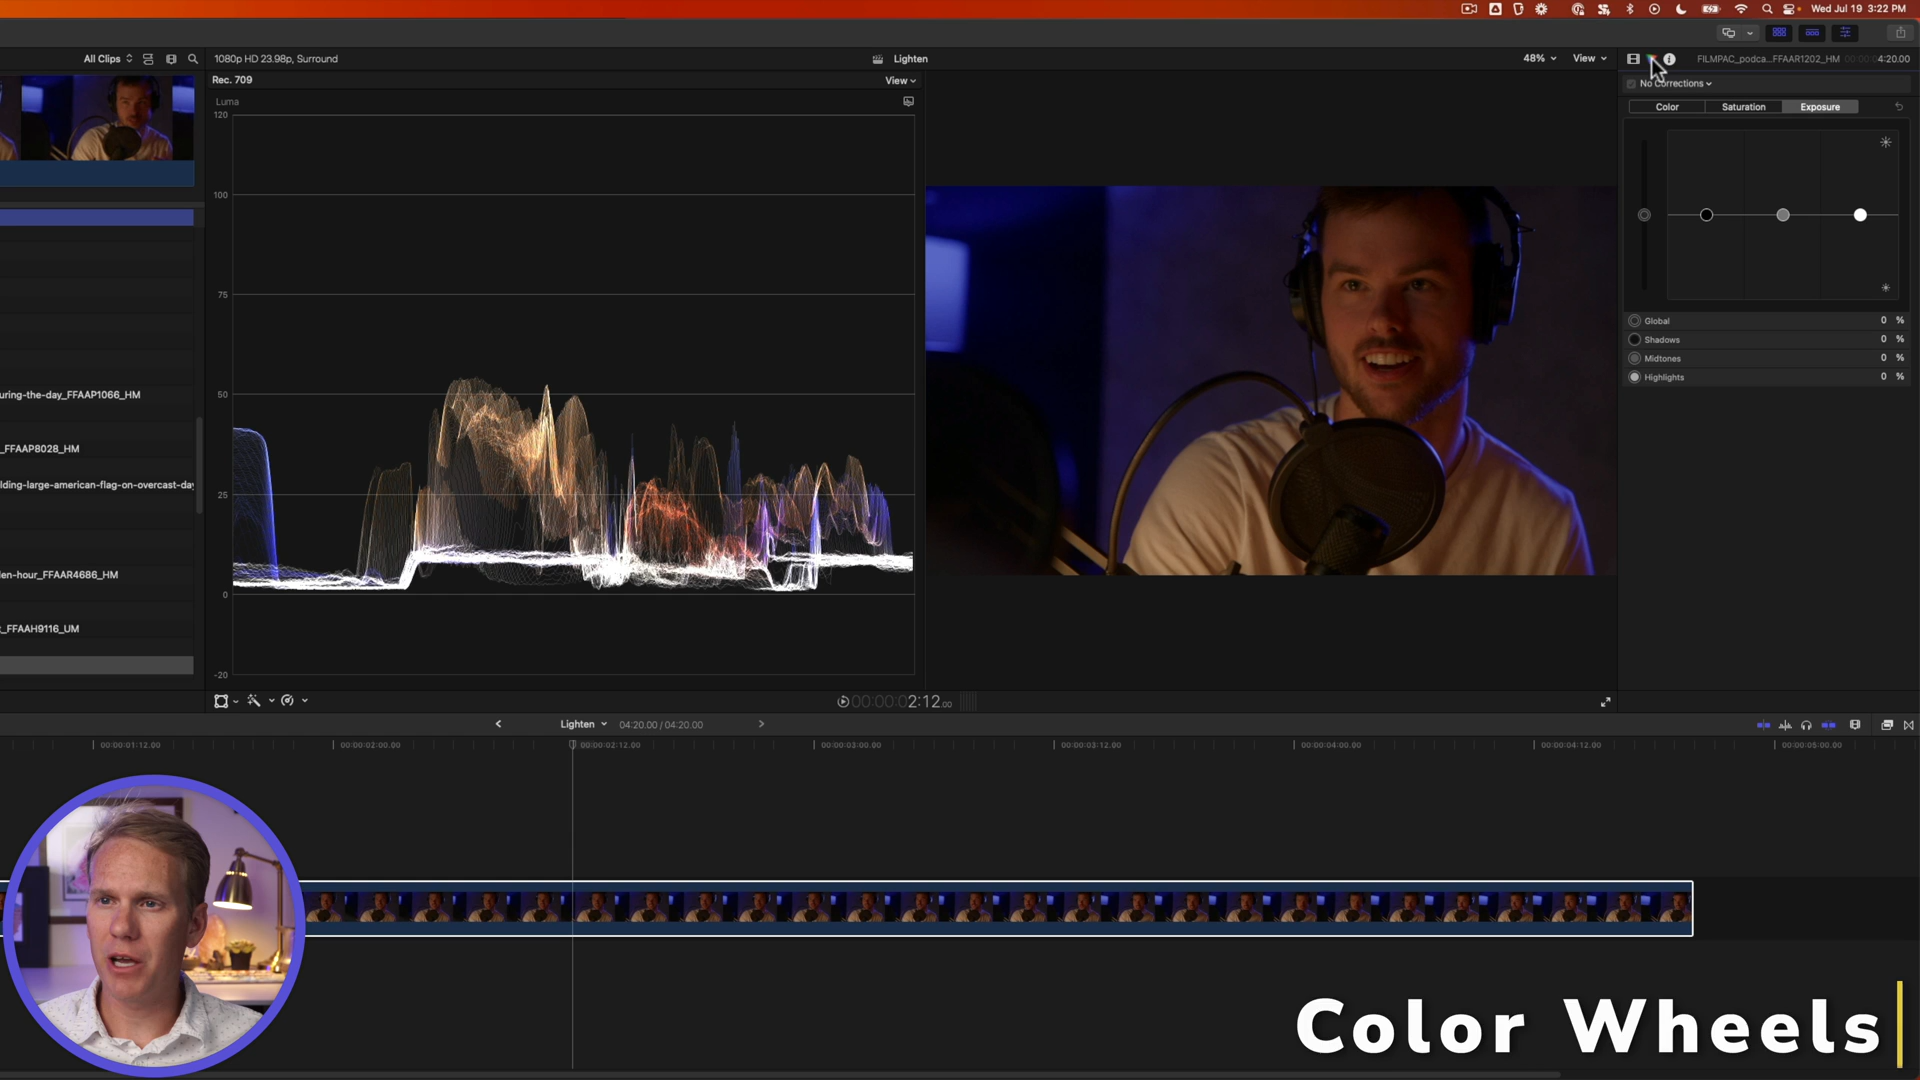 Wed Jul 19 3:22 PM
All Clips
1080p HD 23.98p, Surround
Lighten
48%
View
FILMPAC_podca...FFAAR1202_HM
4:20.00
Rec. 709
View
No Corrections
Luma
Color
Saturation
Exposure
120
100
75
50
25
0
-20
Global
0 %
Shadows
0 %
Midtones
0 %
Highlights
0 %
uring-the-day_FFAAP1066_HM
_FFAAP8028_HM
lding-large-american-flag-on-overcast-day
len-hour_FFAAR4686_HM
_FFAAH9116_UM
00:00:02:12.00
Lighten
04:20.00 / 04:20.00
00:00:01:12.00
00:00:02:00.00
00:00:02:12.00
00:00:03:00.00
00:00:03:12.00
00:00:04:00.00
00:00:04:12.00
00:00:05:00.00
Color Wheels